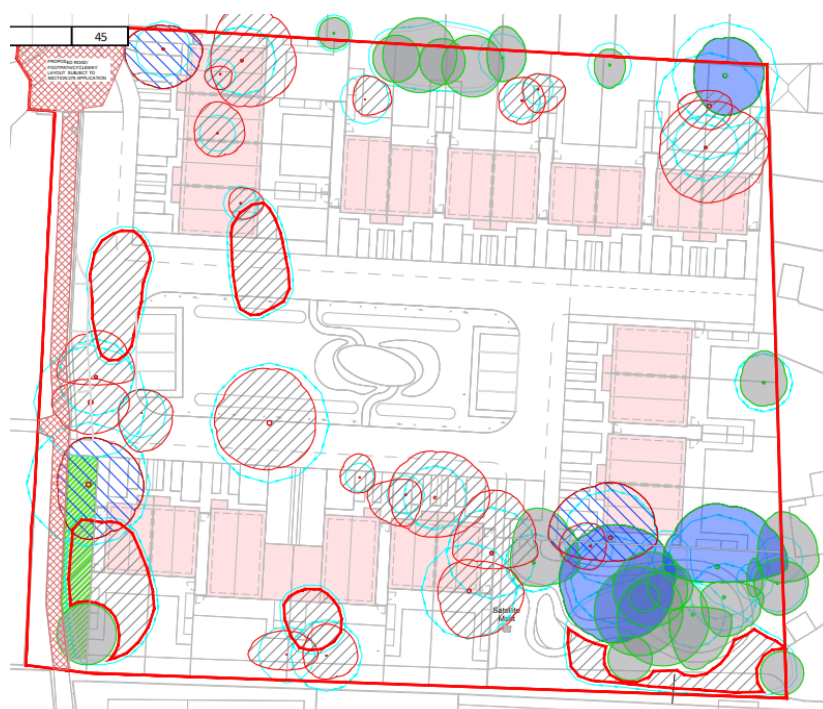 45
PROPOSED ROAD/
FOOTPATH/CYCLEWAY
LAYOUT SUBJECT TO
SECTION 278 APPLICATION
Satellite
Mast